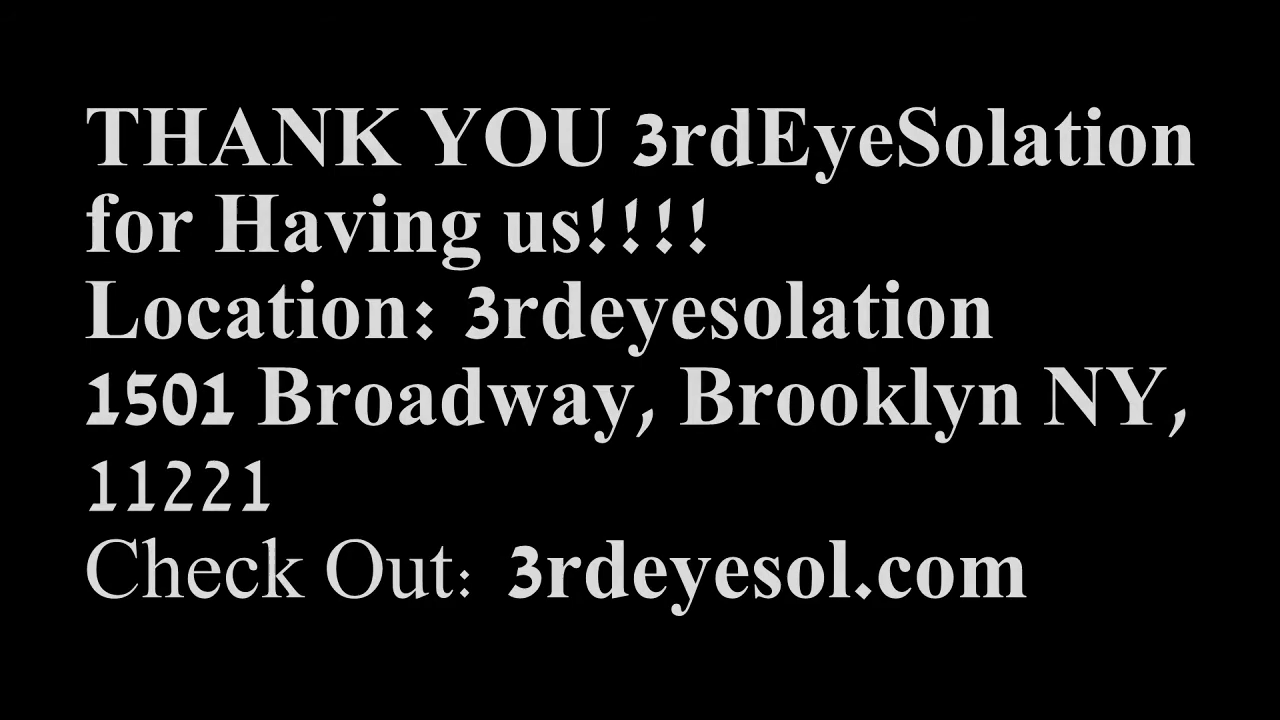 THANK YOU 3rdEyeSolation
for Having us!!!!
Location: 3rdeyesolation
1501 Broadway, Brooklyn NY,
11221
Check Out: 3rdeyesol.com